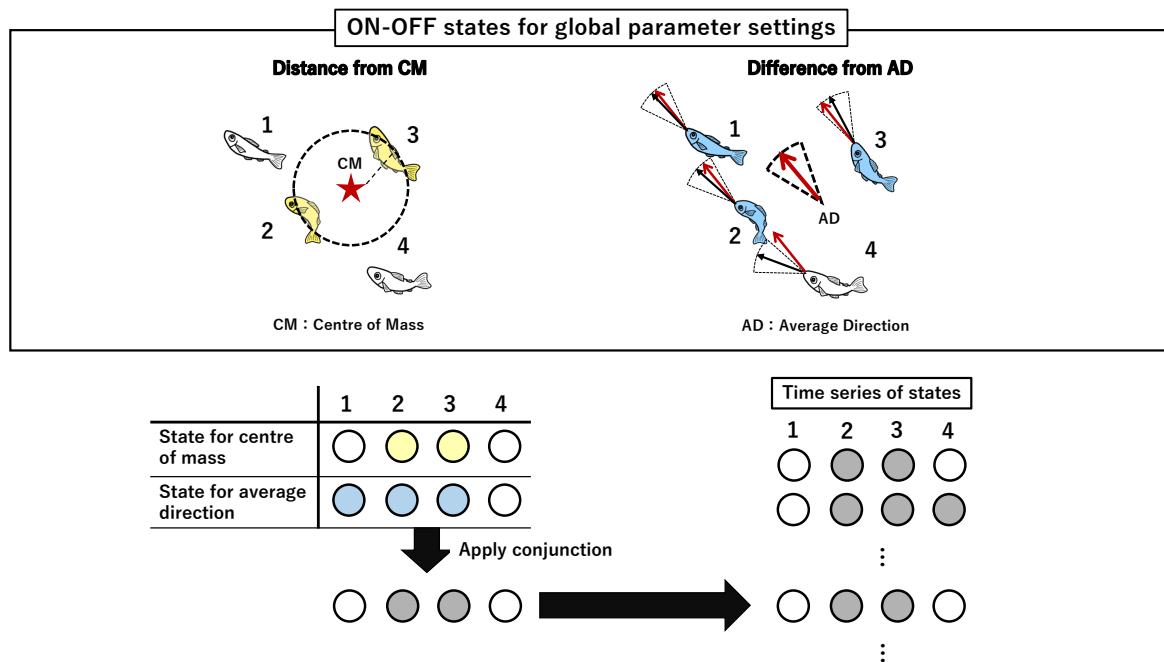 ON-OFF states for global parameter settings
Distance from CM
Difference from AD
1
3
CM
2
4
1
3
AD
2
4
CM：Centre of Mass
AD：Average Direction
1 2 3 4
State for centre
of mass
State for average
direction
Apply conjunction
Time series of states
1 2 3 4
⋮
⋮